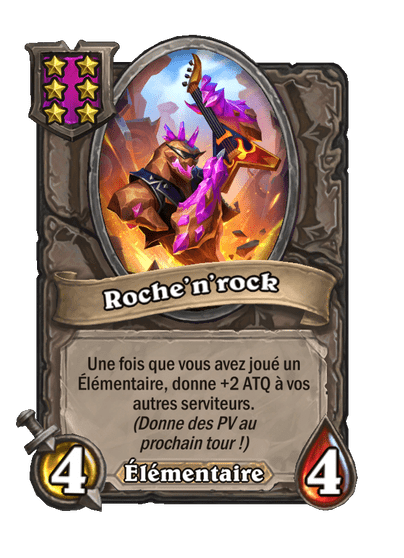 Roche'n'rock
Une fois que vous avez joué un
Élémentaire, donne +2 ATQ à vos
autres serviteurs.
(Donne des PV au
prochain tour !)
4
Élémentaire
4